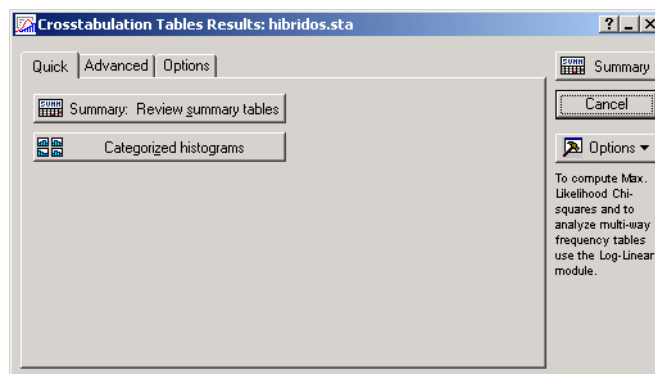 Crosstabulation Tables Results: hibridos.sta
Quick
Advanced
Options
Summary: Review summary tables
Categorized histograms
Summary
Cancel
Options
To compute Max.
Likelihood Chi-
squares and to
analyze multi-way
frequency tables
use the Log-Linear
module.